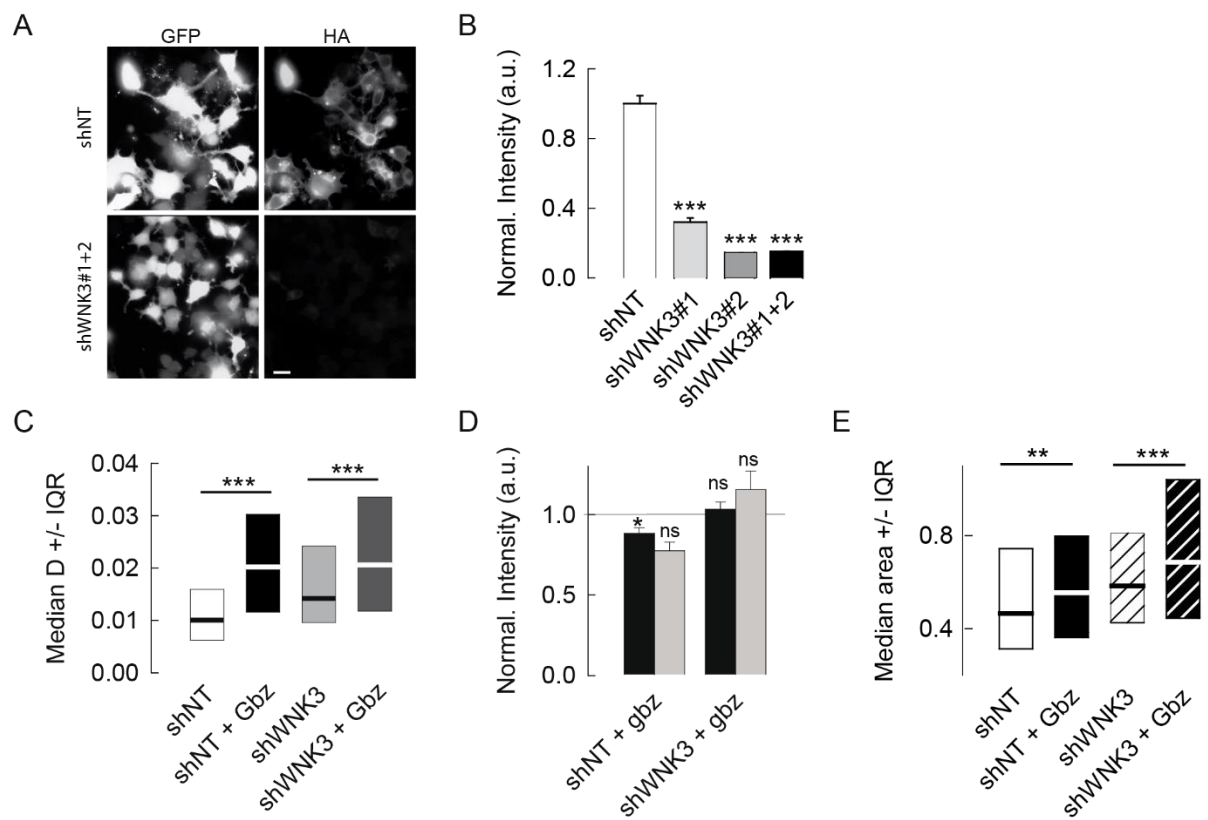 A
GFP
HA
shNT
shWNK3#1+2
B
Normal. Intensity (a.u.)
1.2
0.8
0.4
0.0
***
***
***
shNT
shWNK3#1
shWNK3#2
shWNK3#1+2
C
Median D +/- IQR
0.04
0.03
0.02
0.01
0.00
***
***
shNT
shNT + Gbz
shWNK3
shWNK3 + Gbz
D
Normal. Intensity (a.u.)
1.0
0.5
0.0
*
ns
ns
ns
shNT + gbz
shWNK3 + gbz
E
Median area +/- IQR
0.8
0.4
**
***
shNT
shNT + Gbz
shWNK3
shWNK3 + Gbz